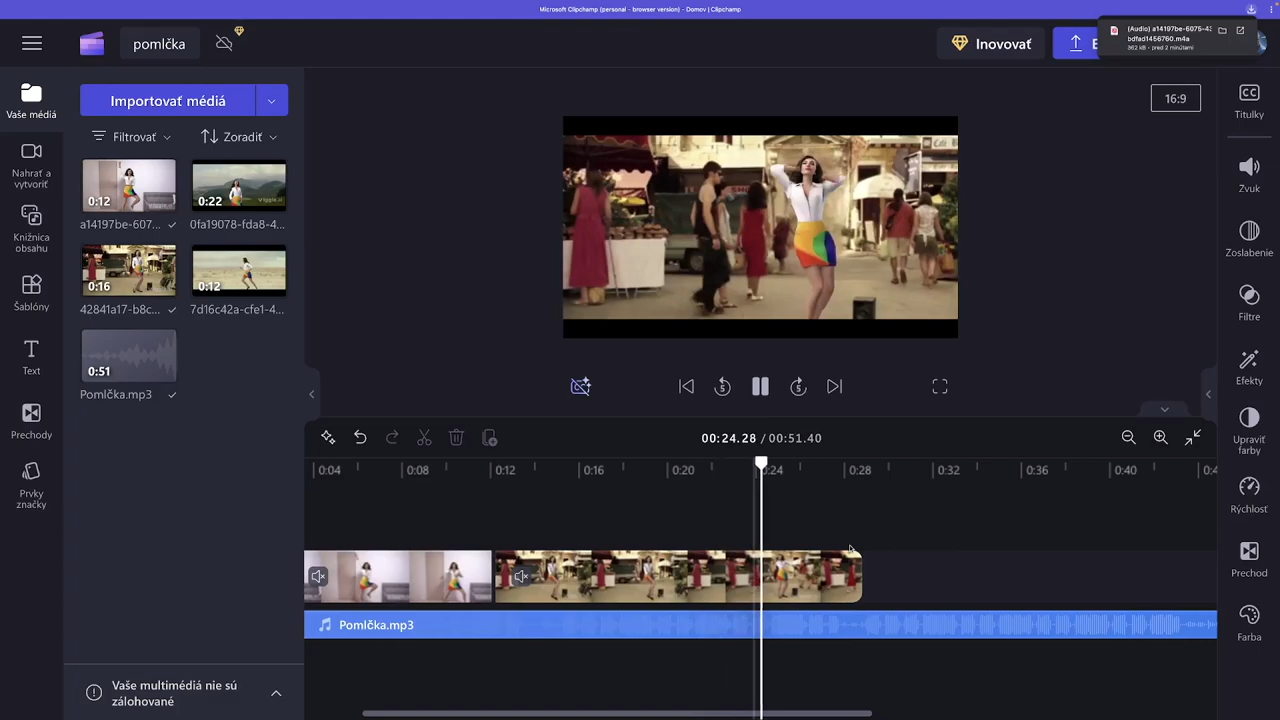 Microsoft Clipchamp (personal - browser version) - Domov | Clipchamp
pomlčka
Inovovať
(Audio) a14197be-6075-43
bdfad1456760.m4a
362 kB • pred 2 minútami
Vaše médiá
Importovať médiá
Filtrovať
Zoradiť
16:9
Titulky
Nahrať a
vytvoriť
0:12
a14197be-607...
0:22
0fa19078-fda8-4...
Zvuk
Knižnica
obsahu
0:16
42841a17-b8c...
0:12
7d16c42a-cfe1-4...
Zoslabenie
Šablóny
Filtre
Text
0:51
Pomlčka.mp3
Efekty
Prechody
00:24.28 / 00:51.40
Upraviť
farby
0:04
0:08
0:12
0:16
0:20
0:24
0:28
0:32
0:36
0:40
Prvky
značky
Rýchlosť
Prechod
Pomlčka.mp3
Farba
Vaše multimédiá nie sú
zálohované